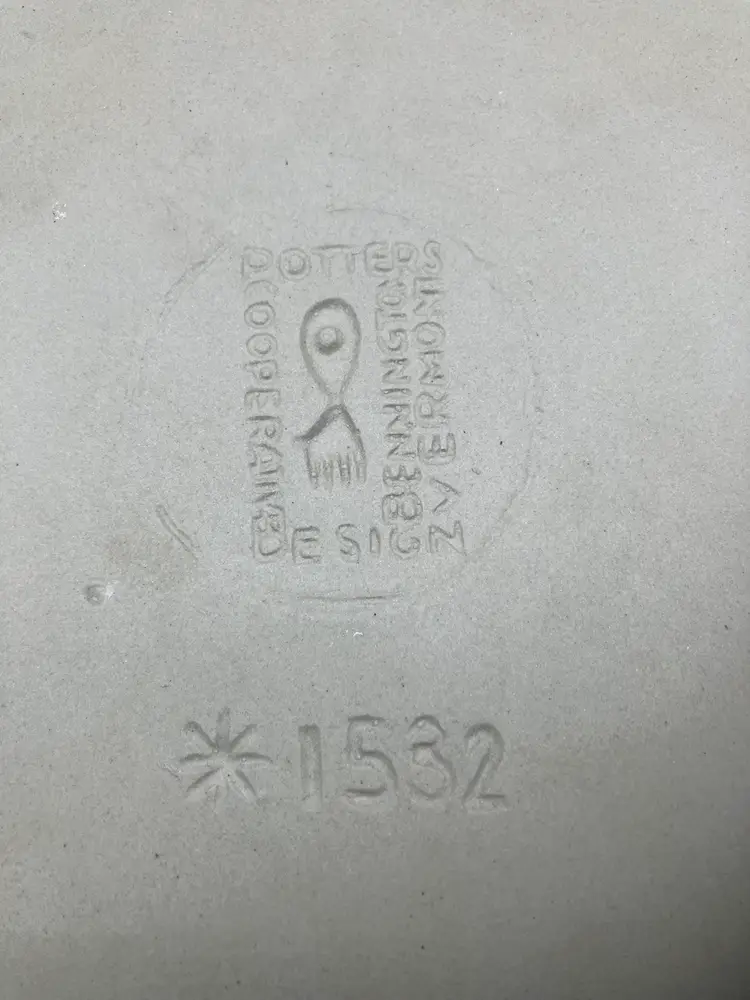 POTTERS
COOPERATIVE
BENNINGTON
VERMONT
DESIGN
*1532